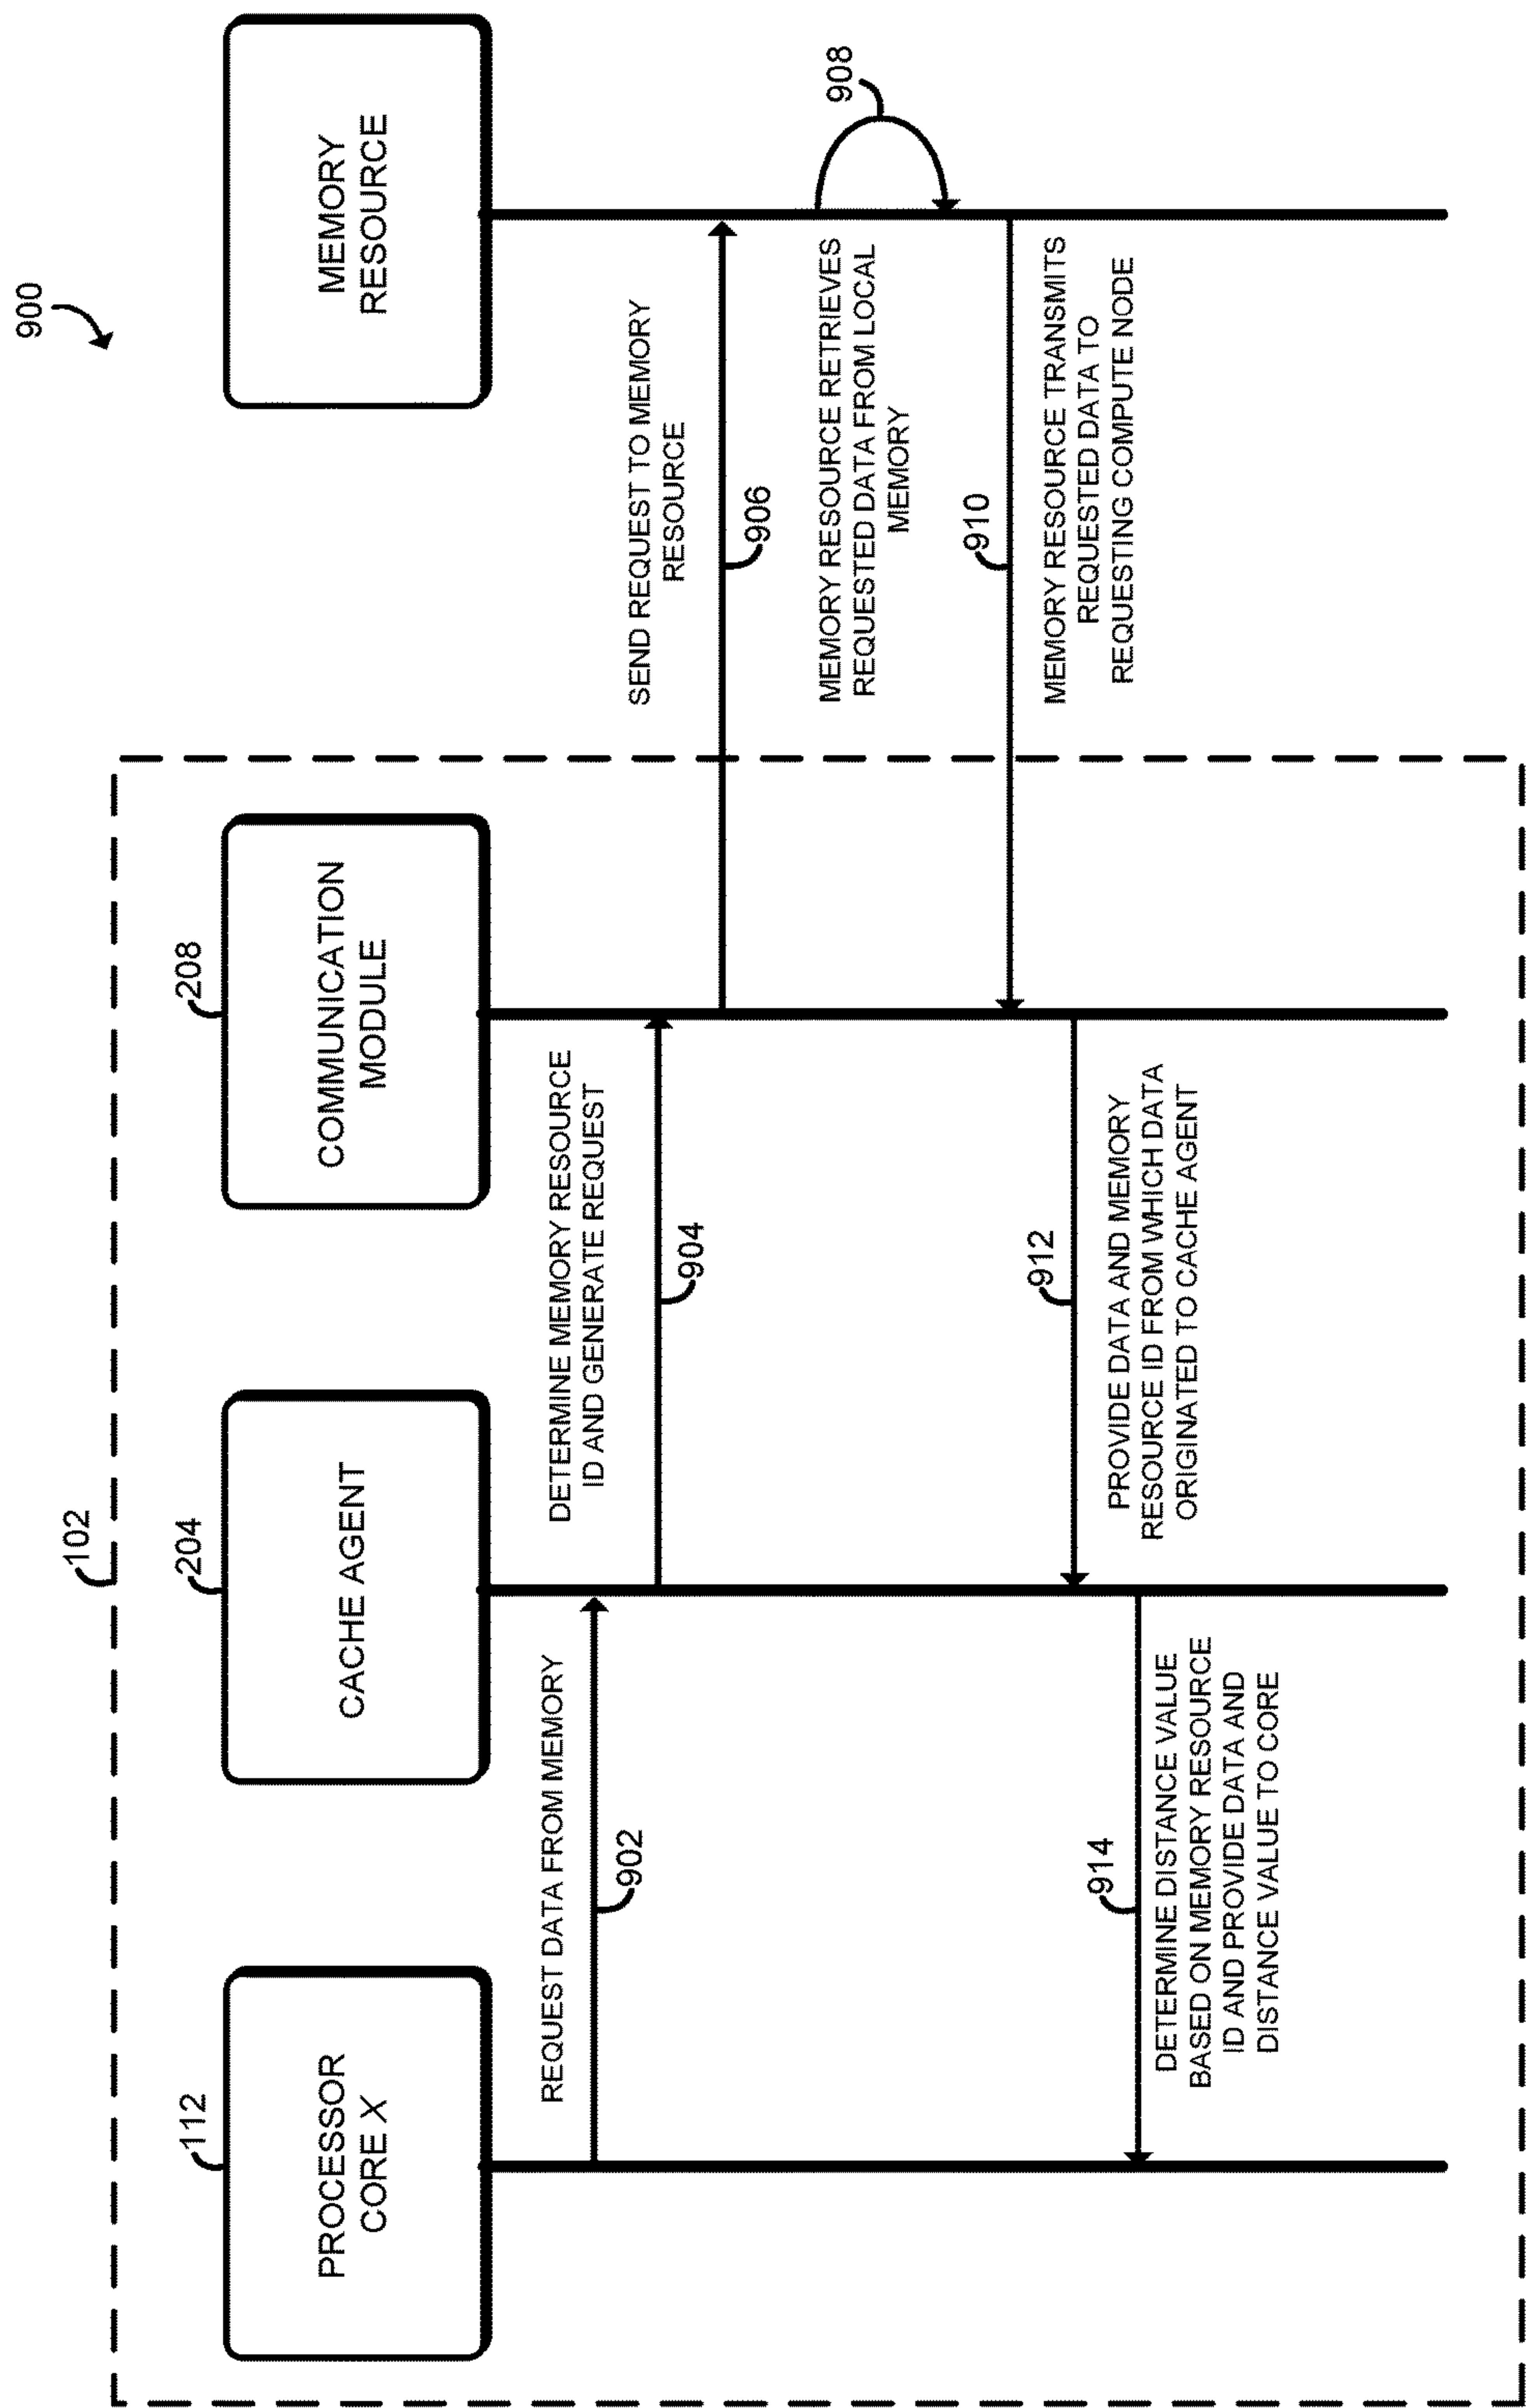 900
102
112
PROCESSOR
CORE X
204
CACHE AGENT
208
COMMUNICATION
MODULE
MEMORY
RESOURCE
REQUEST DATA FROM MEMORY
902
DETERMINE MEMORY RESOURCE
ID AND GENERATE REQUEST
904
SEND REQUEST TO MEMORY
RESOURCE
906
MEMORY RESOURCE RETRIEVES
REQUESTED DATA FROM LOCAL
MEMORY
908
910
MEMORY RESOURCE TRANSMITS
REQUESTED DATA TO
REQUESTING COMPUTE NODE
912
PROVIDE DATA AND MEMORY
RESOURCE ID FROM WHICH DATA
ORIGINATED TO CACHE AGENT
914
DETERMINE DISTANCE VALUE
BASED ON MEMORY RESOURCE
ID AND PROVIDE DATA AND
DISTANCE VALUE TO CORE